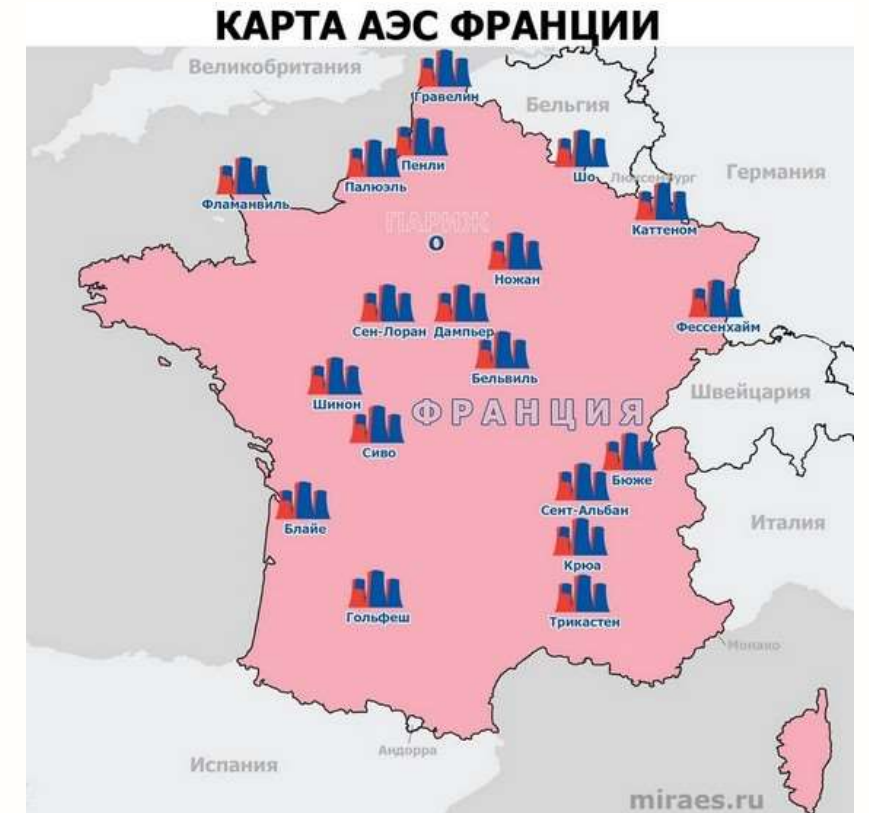 КАРТА АЭС ФРАНЦИИ
Великобритания
Гравелин
Бельгия
Пенли
Палюэль
Шо
Люксембург
Германия
Фламанвиль
ПАРИЖ
Каттеном
Ножан
Сен-Лоран
Дампьер
Фессенхайм
Бельвиль
Швейцария
Шинон
ФРАНЦИЯ
Сиво
Бюже
Сент-Альбан
Блайе
Италия
Крюа
Гольфеш
Трикастен
Монако
Андорра
Испания
miraes.ru